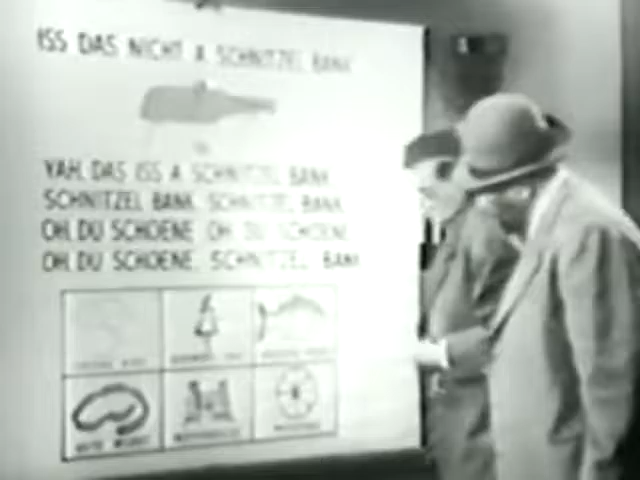 ISS DAS NICHT A SCHNITZEL BANK
YAH, DAS ISS A SCHNITZEL BANK
SCHNITZEL BANK, SCHNITZEL BANK
OH, DU SCHOENE, OH, DU SCHOENE
OH, DU SCHOENE, SCHNITZEL BANK